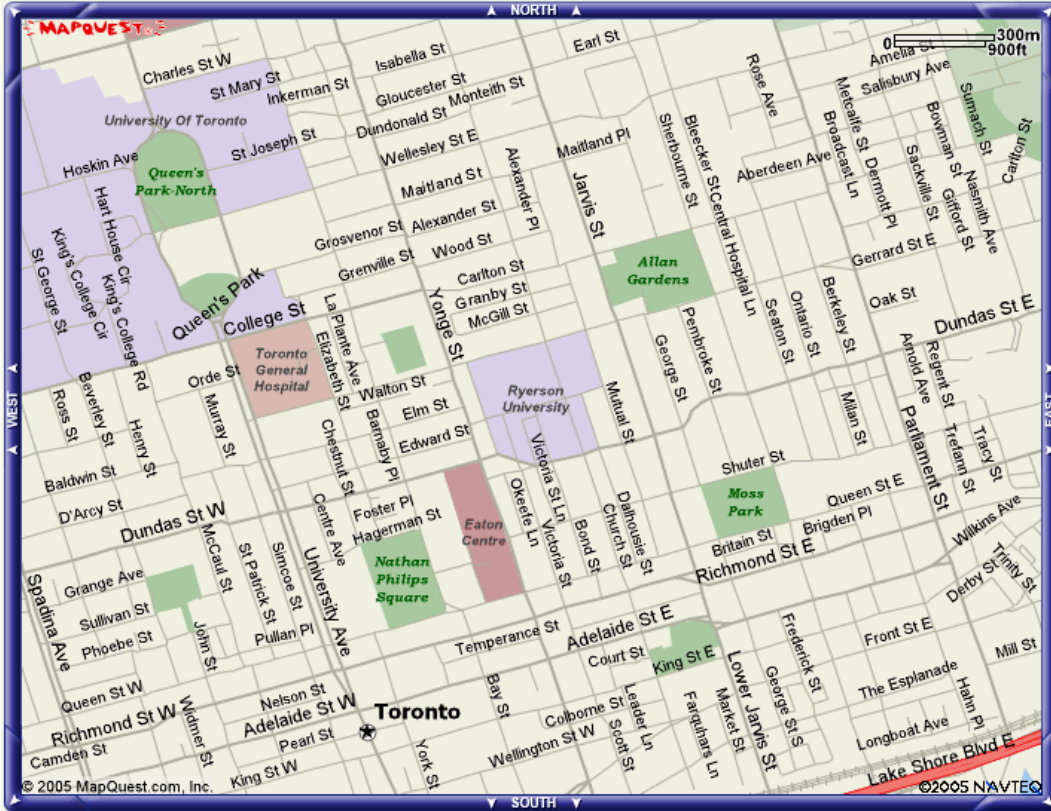 NORTH
MAPQUEST
300m
0
900ft
Earl St
Isabella St
Amelia St
Charles St W
Salisbury Ave
Rose Ave
St Mary St
Inkerman St
Gloucester St
Monteith St
Metcalfe St
Sumach St
University Of Toronto
Dundonald St
Broadcast Ln
Bowman St
Carlton St
St Joseph St
Wellesley St E
Maitland Pl
Sherbourne St
Bleecker St
Hoskin Ave
Alexander Pl
Aberdeen Ave
Dermott Pl
Sackville St
Queen's
Park-North
Maitland St
Jarvis St
Nasmith Ave
Gifford St
Hart House Cir
Alexander St
Central Hospital Ln
Grosvenor St
Wood St
Gerrard St E
King's College Cir
St George St
Grenville St
Carlton St
Allan
Gardens
King's College Rd
Queen's Park
Granby St
Oak St
College St
La Plante Ave
Yonge St
McGill St
Seaton St
Ontario St
Berkeley St
Dundas St E
Elizabeth St
Pembroke St
George St
Arnold Ave
Regent St
Toronto
General
Hospital
WEST
EAST
Orde St
Walton St
Ryerson
University
Ross St
Beverley St
Murray St
Barnaby Pl
Elm St
Mutual St
Milan St
Parliament St
Henry St
Chestnut St
Edward St
Victoria St Ln
Trefann St
Tracy St
Baldwin St
Shuter St
D'Arcy St
Centre Ave
Foster Pl
Okeefe Ln
Dalhousie St
Moss
Park
Queen St E
Dundas St W
Hagerman St
Eaton
Centre
Victoria St
Bond St
Church St
Brigden Pl
Wilkins Ave
McCaul St
St Patrick St
Simcoe St
University Ave
Britain St
Richmond St E
Nathan
Philips
Square
Trinity St
Grange Ave
Derby St
Spadina Ave
Sullivan St
Phoebe St
John St
Pullan Pl
Temperance St
Adelaide St E
Frederick St
Front St E
Court St
King St E
Mill St
Queen St W
Nelson St
Bay St
Leader Ln
Lower Jarvis St
George St S
The Esplanade
Hahn Pl
Richmond St W
Widmer St
Adelaide St W
Toronto
Colborne St
Scott St
Farquhars Ln
Market St
Longboat Ave
Camden St
Pearl St
York St
Wellington St W
Lake Shore Blvd E
King St W
© 2005 MapQuest.com, Inc.
©2005 NAVTEQ
SOUTH